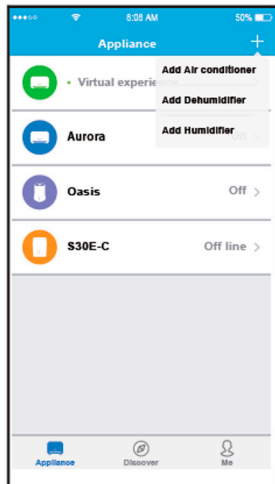 8:08 AM 50%
Appliance +
Add Air conditioner
Virtual experie
Add Dehumidifier
Aurora On
Add Humidifier
Oasis Off
S30E-C Off line
Appliance Discover Me